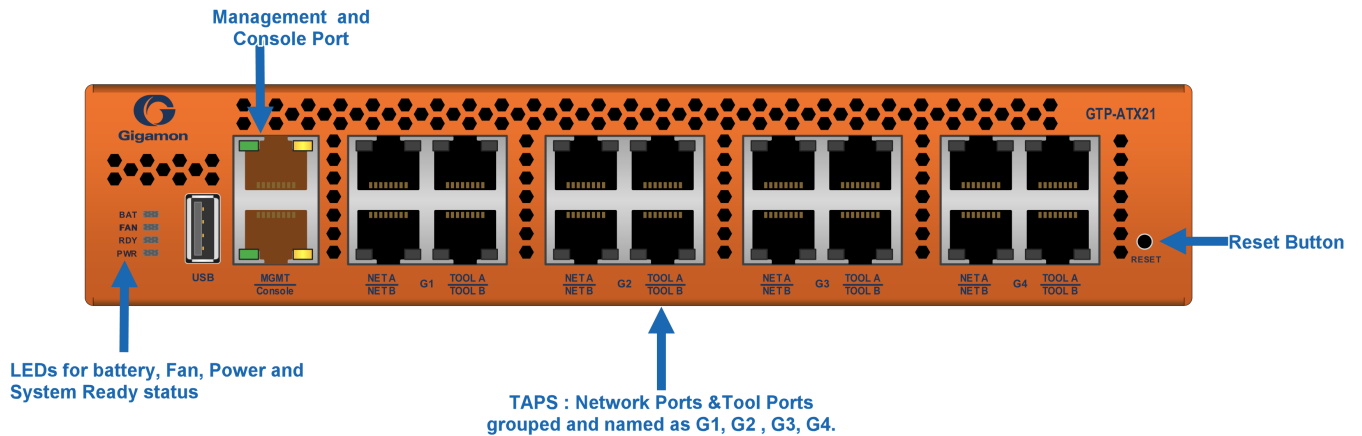 Management and
Console Port
Gigamon
GTP-ATX21
BAT
FAN
RDY
PWR
USB
MGMT
Console
NET A
NET B
G1
TOOL A
TOOL B
NET A
NET B
G2
TOOL A
TOOL B
NET A
NET B
G3
TOOL A
TOOL B
NET A
NET B
G4
TOOL A
TOOL B
RESET
Reset Button
LEDs for battery, Fan, Power and
System Ready status
TAPS : Network Ports &Tool Ports
grouped and named as G1, G2 , G3, G4.